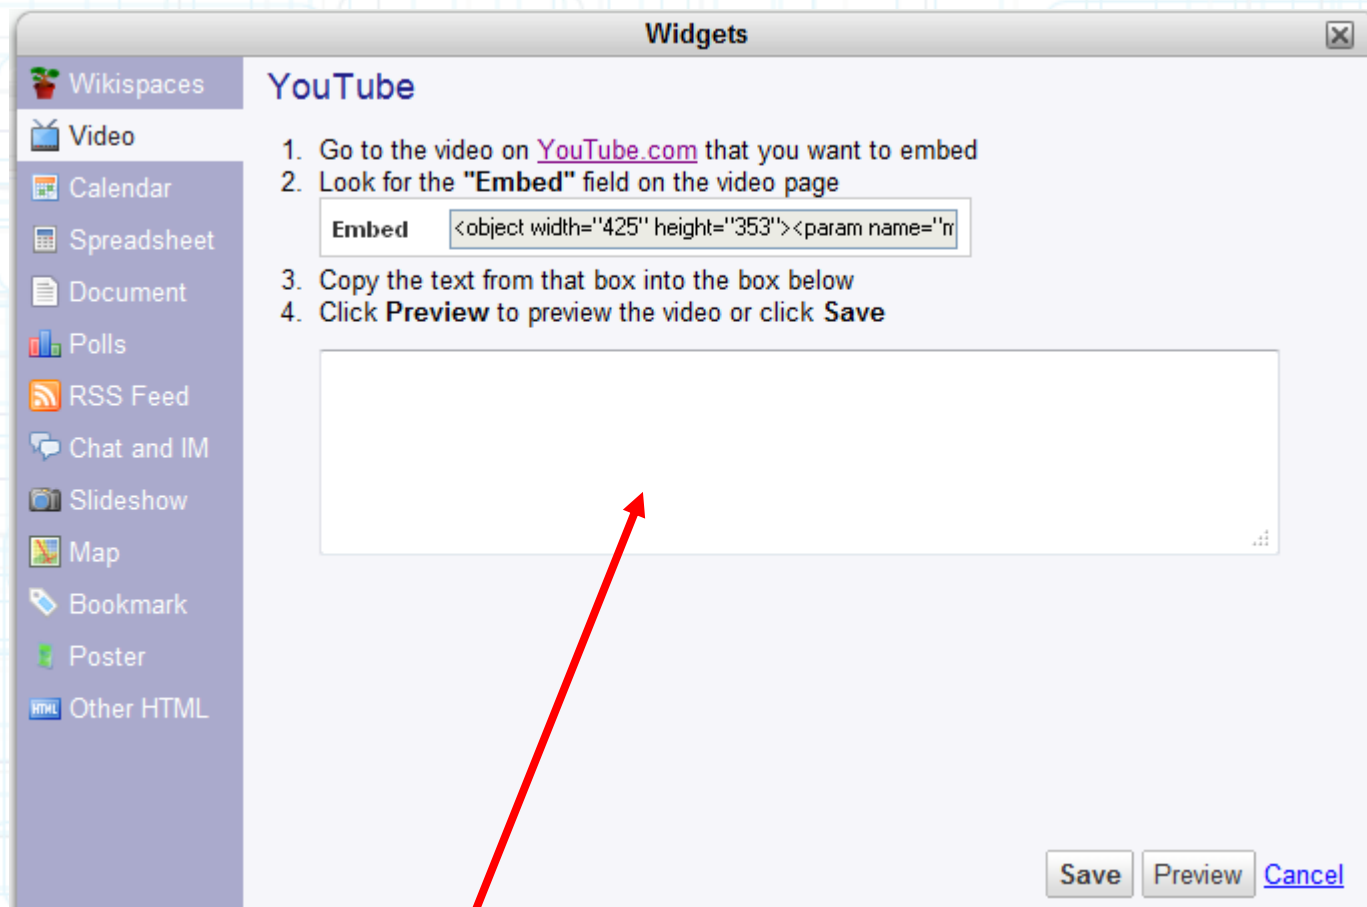 Widgets
Wikispaces
Video
Calendar
Spreadsheet
Document
Polls
RSS Feed
Chat and IM
Slideshow
Map
Bookmark
Poster
HTML Other HTML
YouTube
1. Go to the video on YouTube.com that you want to embed
2. Look for the "Embed" field on the video page
Embed <object width="425" height="353"><param name="m
3. Copy the text from that box into the box below
4. Click Preview to preview the video or click Save
Save Preview Cancel